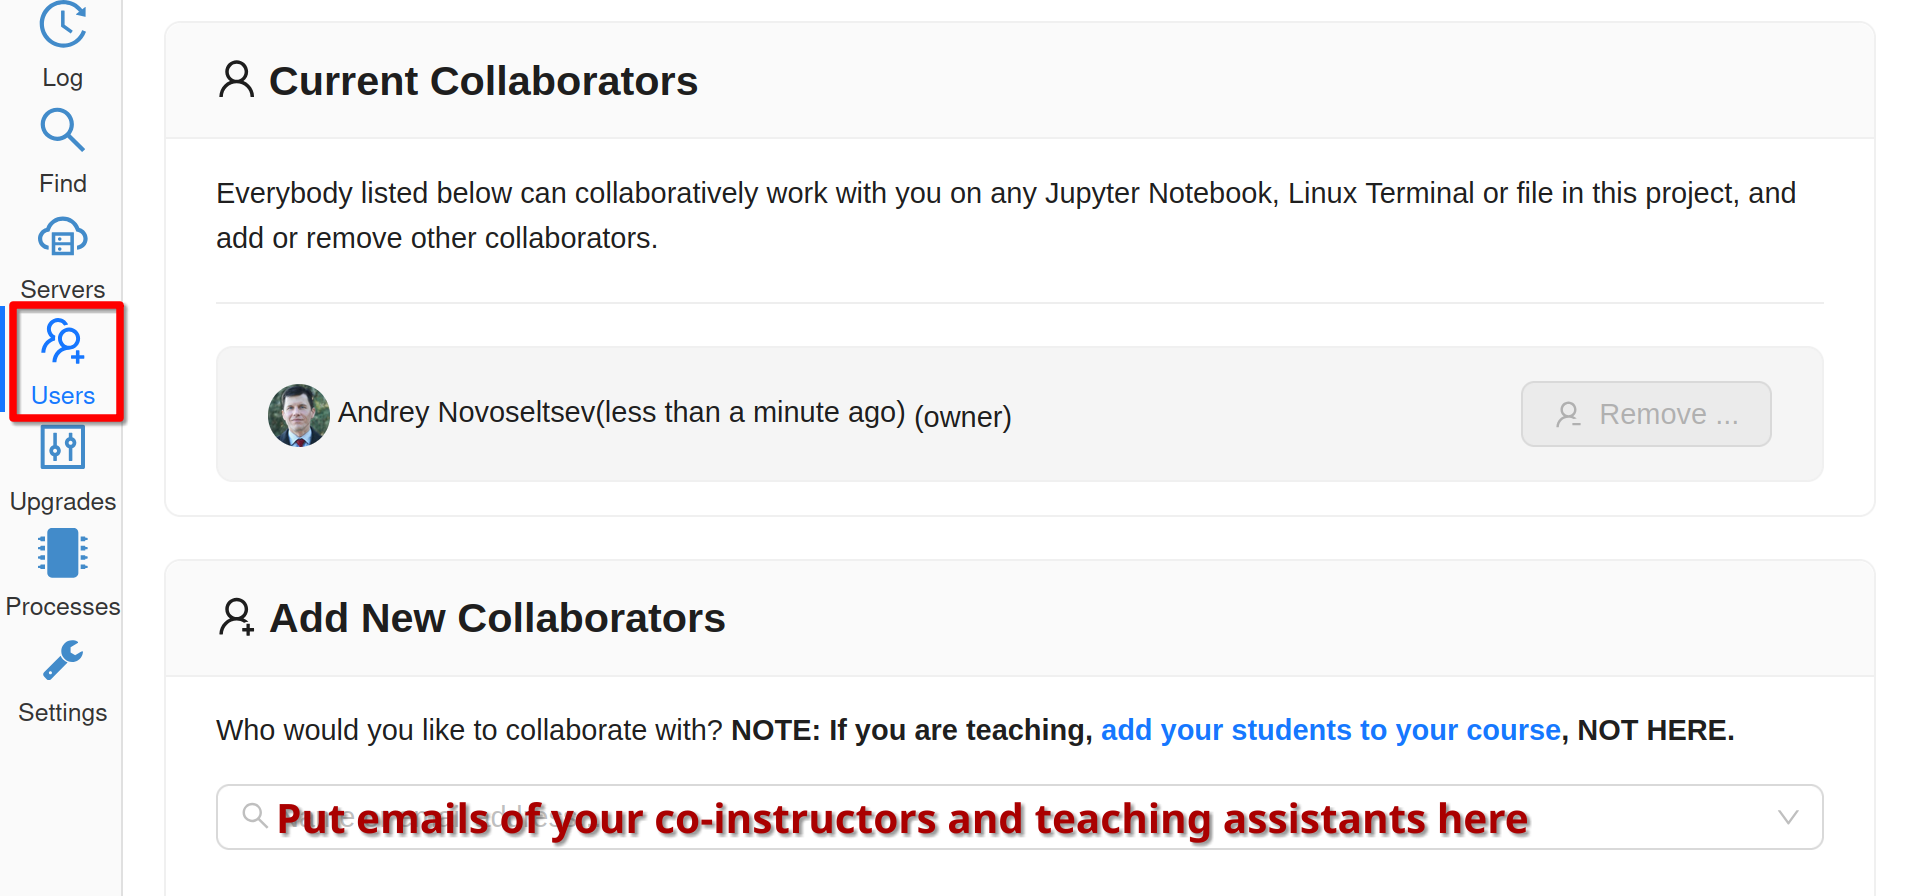 Log
Find
Servers
Users
Upgrades
Processes
Settings
Current Collaborators
Everybody listed below can collaboratively work with you on any Jupyter Notebook, Linux Terminal or file in this project, and
add or remove other collaborators.
Andrey Novoseltsev(less than a minute ago) (owner)
Remove ...
Add New Collaborators
Who would you like to collaborate with? NOTE: If you are teaching, add your students to your course, NOT HERE.
Put emails of your co-instructors and teaching assistants here